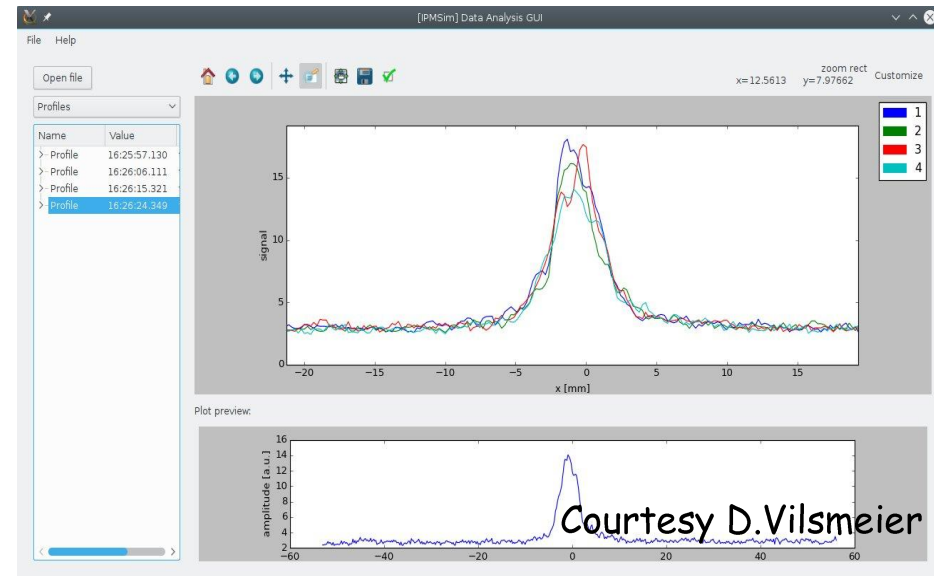 [IPMSim] Data Analysis GUI
File Help
Open file
zoom rect
x=12.5613 y=7.97662 Customize
Profiles
Name Value
Profile 16:25:57.130
Profile 16:26:06.111
Profile 16:26:15.321
Profile 16:26:24.349
1
2
3
4
15
10
5
0
signal
−20 −15 −10 −5 0 5 10 15
x [mm]
Plot preview:
16
14
12
10
8
6
4
2
amplitude [a.u.]
−60 −40 −20 0 20 40 60
Courtesy D.Vilsmeier